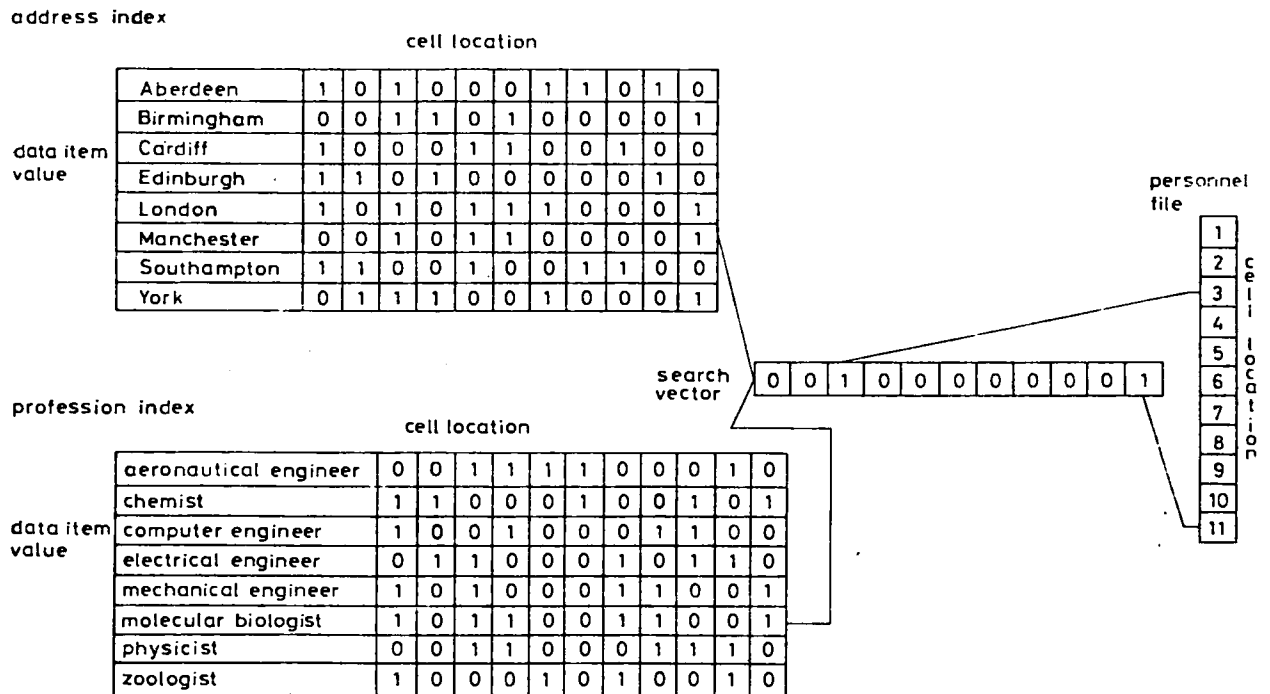 address index
cell location
Aberdeen 1 0 1 0 0 0 1 1 0 1 0
Birmingham 0 0 1 1 0 1 0 0 0 0 1
Cardiff 1 0 0 0 1 1 0 0 1 0 0
Edinburgh 1 1 0 1 0 0 0 0 0 1 0
London 1 0 1 0 1 1 1 0 0 0 1
Manchester 0 0 1 0 1 1 0 0 0 0 1
Southampton 1 1 0 0 1 0 0 1 1 0 0
York 0 1 1 1 0 0 1 0 0 0 1
data item
value
personnel
file
1
2
3
4
5
6
7
8
9
10
11
cell location
search
vector
0 0 1 0 0 0 0 0 0 0 1
profession index
cell location
aeronautical engineer 0 0 1 1 1 1 0 0 0 1 0
chemist 1 1 0 0 0 1 0 0 1 0 1
computer engineer 1 0 0 1 0 0 0 1 1 0 0
electrical engineer 0 1 1 0 0 0 1 0 1 1 0
mechanical engineer 1 0 1 0 0 0 1 1 0 0 1
molecular biologist 1 0 1 1 0 0 1 1 0 0 1
physicist 0 0 1 1 0 0 0 1 1 1 0
zoologist 1 0 0 0 1 0 1 0 0 1 0
data item
value